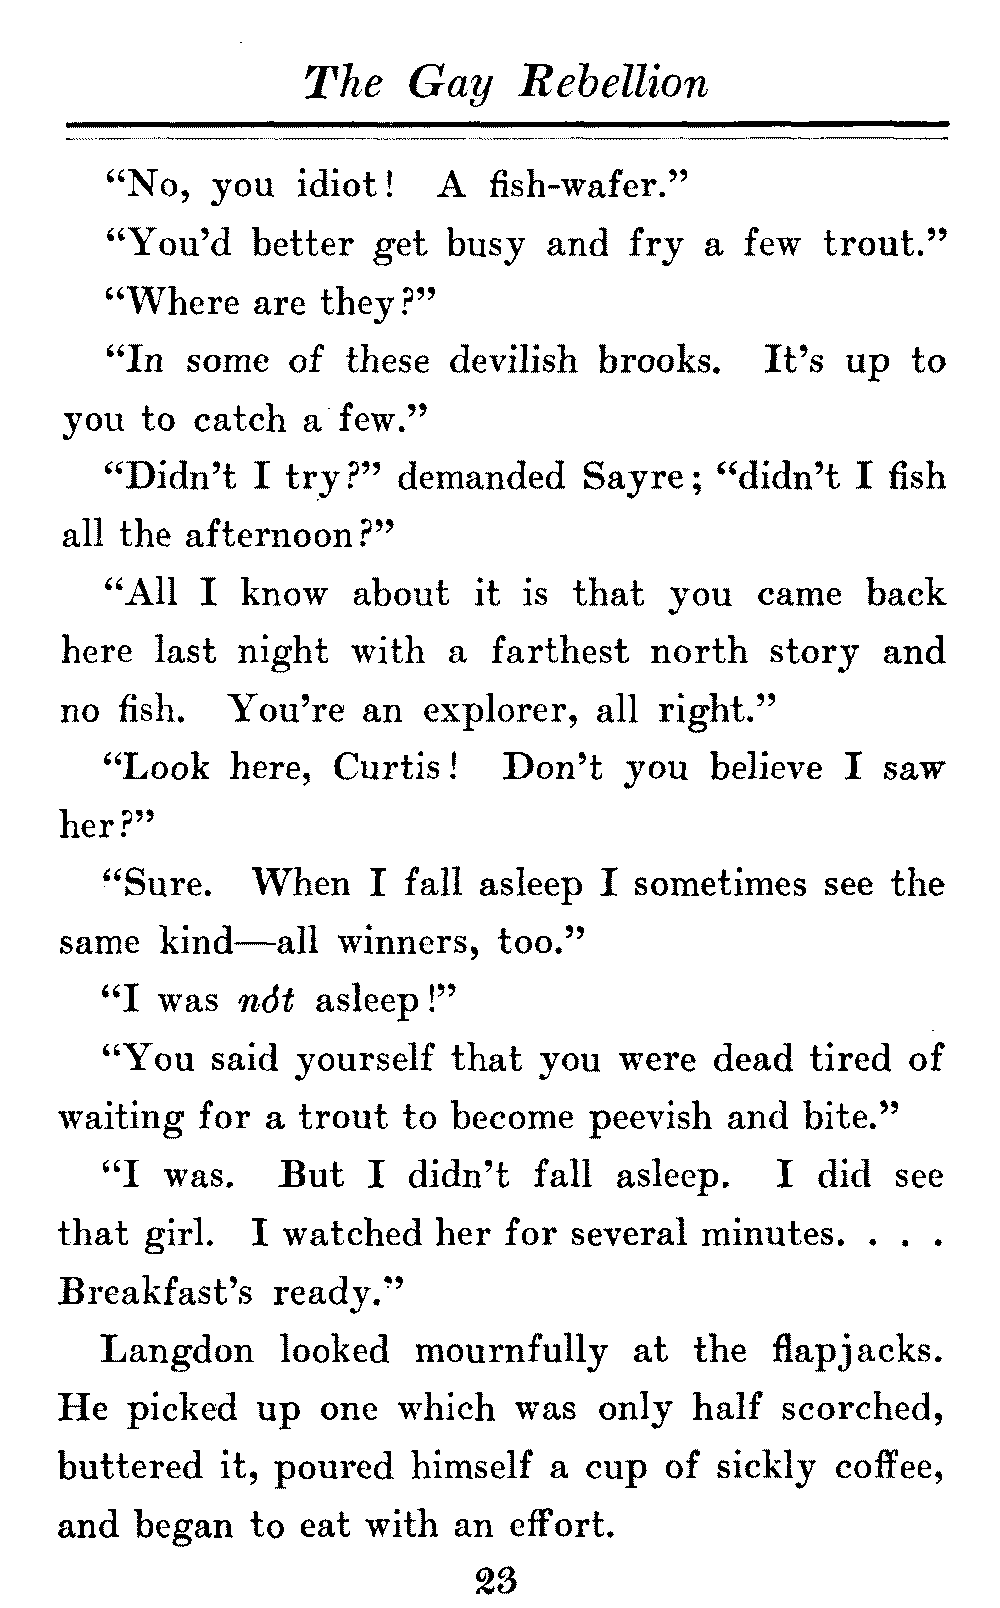 The Gay Rebellion
“No, you idiot! A fish-wafer.”
“You’d better get busy and fry a few trout.”
“Where are they?”
“In some of these devilish brooks. It’s up to
you to catch a few.”
“Didn’t I try?” demanded Sayre; “didn’t I fish
all the afternoon?”
“All I know about it is that you came back
here last night with a farthest north story and
no fish. You’re an explorer, all right.”
“Look here, Curtis! Don’t you believe I saw
her?”
“Sure. When I fall asleep I sometimes see the
same kind—all winners, too.”
“I was nót asleep!”
“You said yourself that you were dead tired of
waiting for a trout to become peevish and bite.”
“I was. But I didn’t fall asleep. I did see
that girl. I watched her for several minutes. . . .
Breakfast’s ready.”
Langdon looked mournfully at the flapjacks.
He picked up one which was only half scorched,
buttered it, poured himself a cup of sickly coffee,
and began to eat with an effort.
23